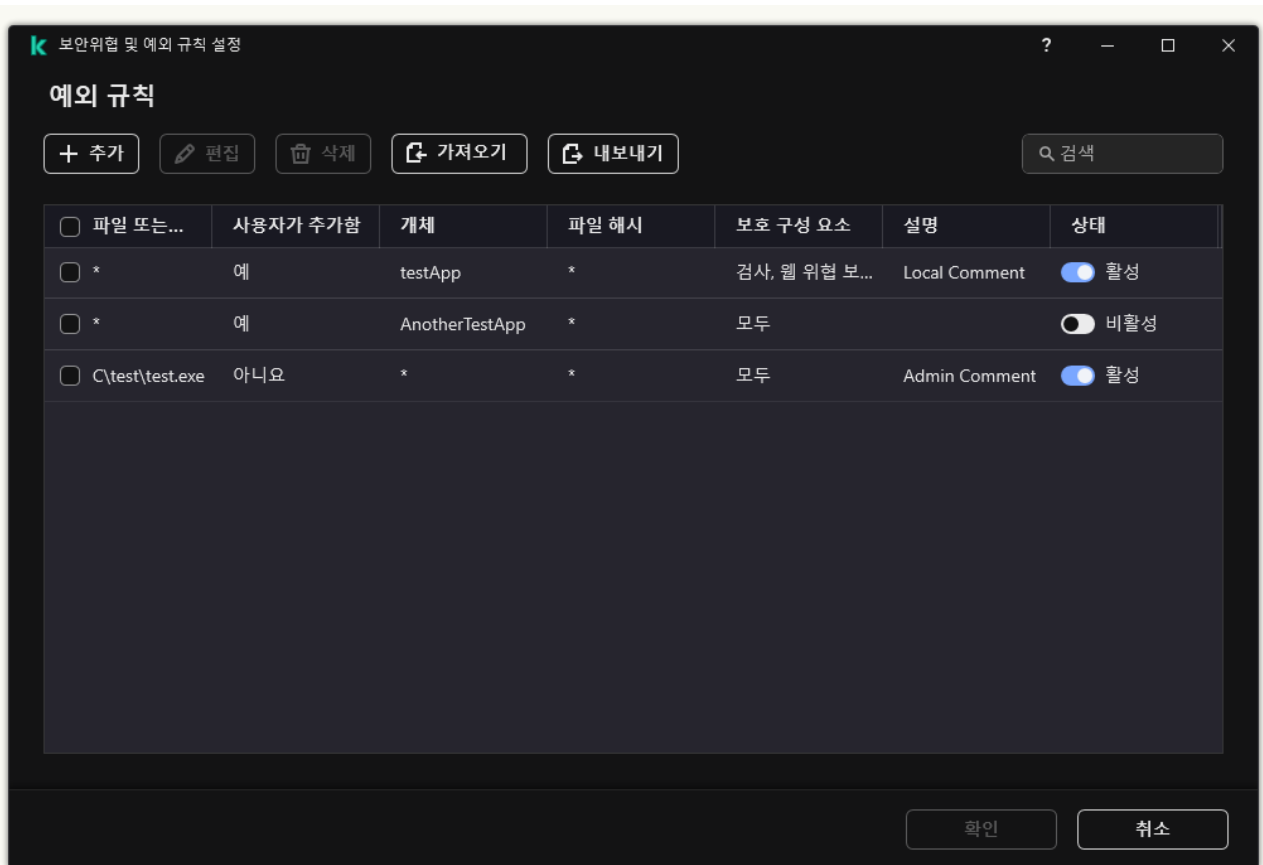 보안위협 및 예외 규칙 설정 ?
예외 규칙
추가 편집 삭제 가져오기 내보내기 검색
파일 또는... 사용자가 추가함 개체 파일 해시 보호 구성 요소 설명 상태
* 예 testApp * 검사, 웹 위협 보... Local Comment 활성
* 예 AnotherTestApp * 모두 비활성
C\test\test.exe 아니요 * * 모두 Admin Comment 활성
확인 취소